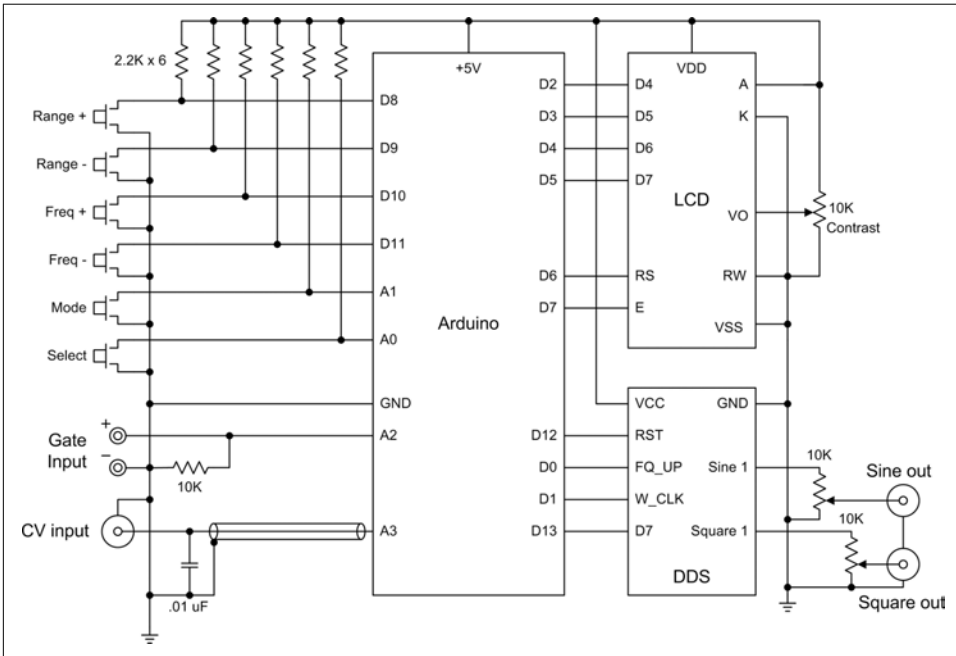 2.2K x 6
Range +
Range -
Freq +
Freq -
Mode
Select
+
Gate
Input
−
10K
CV input
.01 uF
+5V
D8
D9
D10
D11
A1
A0
GND
A2
A3
Arduino
D2
D3
D4
D5
D6
D7
D12
D0
D1
D13
VDD
D4
D5
D6
D7
RS
E
LCD
A
K
VO
RW
VSS
10K
Contrast
VCC
RST
FQ_UP
W_CLK
D7
GND
Sine 1
Square 1
DDS
10K
Sine out
10K
Square out